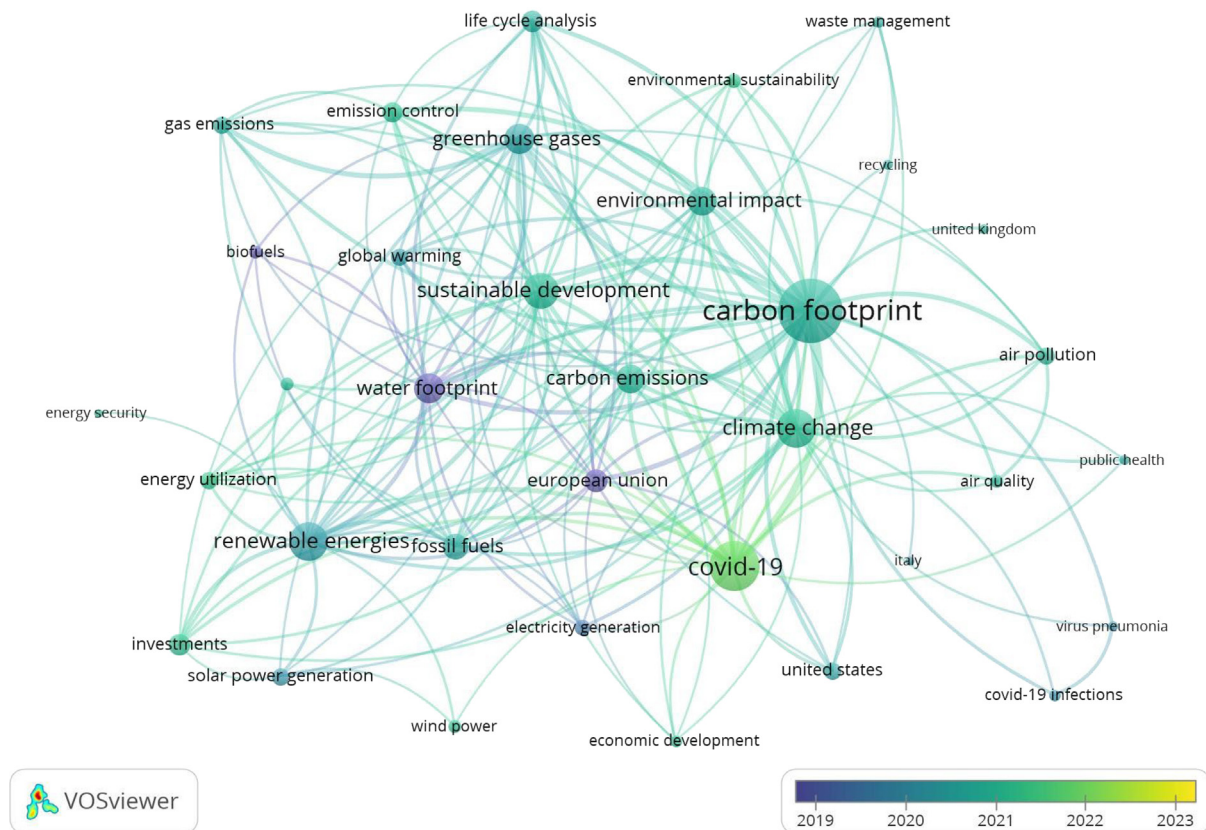 life cycle analysis
waste management
environmental sustainability
emission control
gas emissions
greenhouse gases
recycling
environmental impact
united kingdom
biofuels
global warming
sustainable development
carbon footprint
air pollution
carbon emissions
water footprint
energy security
climate change
public health
energy utilization
european union
air quality
renewable energies
fossil fuels
covid-19
italy
electricity generation
virus pneumonia
investments
solar power generation
united states
covid-19 infections
wind power
economic development
VOSviewer
2019 2020 2021 2022 2023